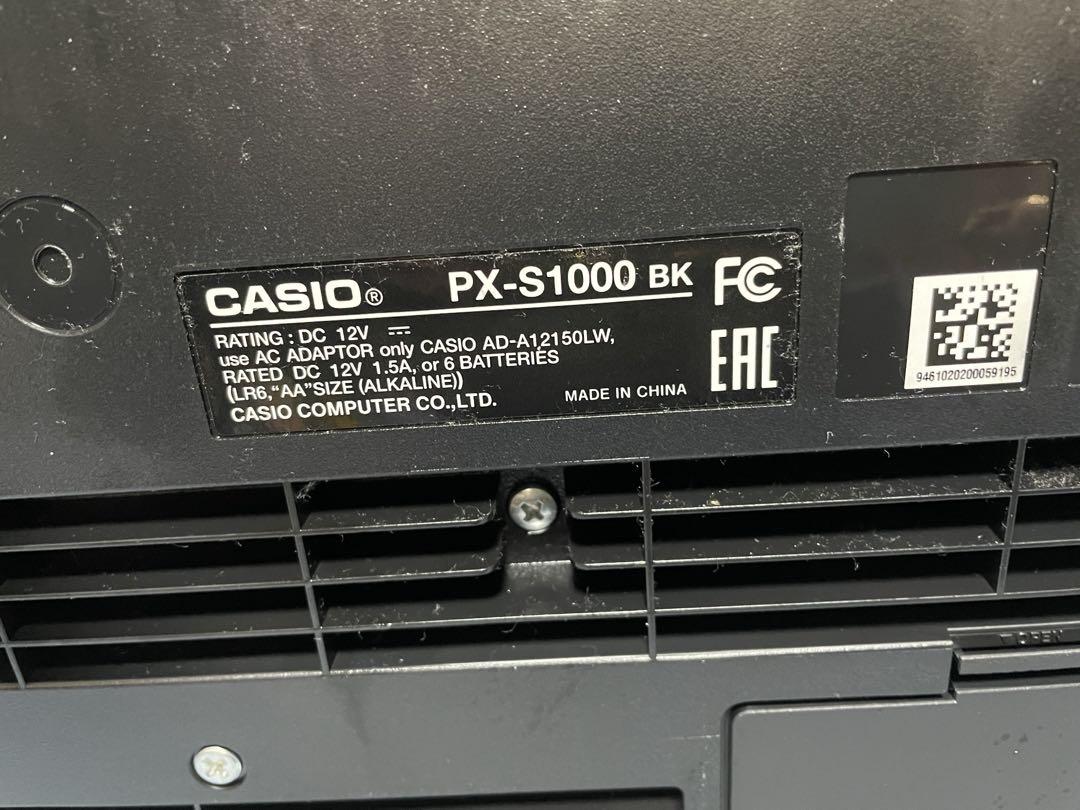 CASIO® PX-S1000 BK FC
RATING : DC 12V ⎓
use AC ADAPTOR only CASIO AD-A12150LW,
RATED DC 12V 1.5A, or 6 BATTERIES
(LR6,“AA”SIZE (ALKALINE))
CASIO COMPUTER CO.,LTD. MADE IN CHINA
EAC
9461020200059195
▼ OPEN